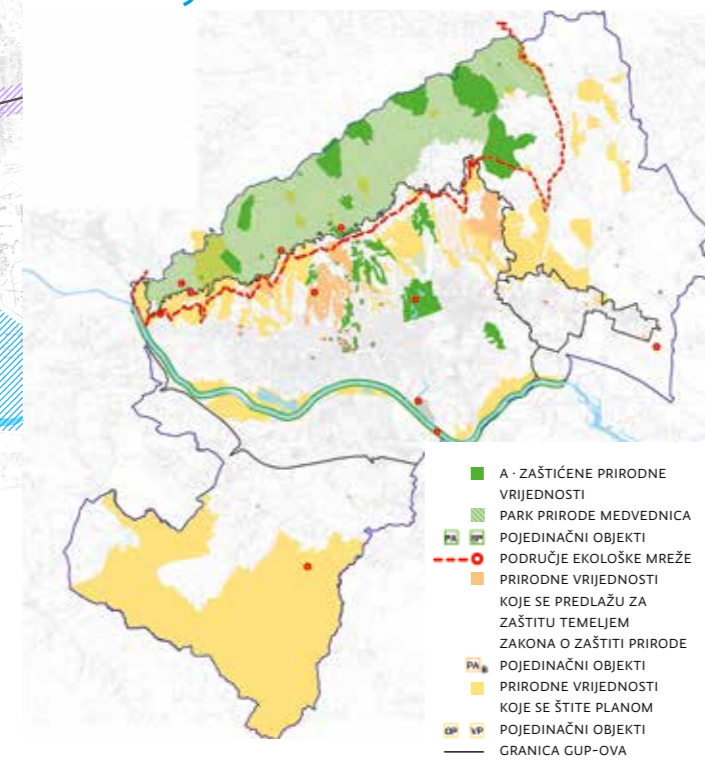 A · ZAŠTIĆENE PRIRODNE
VRIJEDNOSTI
PARK PRIRODE MEDVEDNICA
PA SP POJEDINAČNI OBJEKTI
PODRUČJE EKOLOŠKE MREŽE
PRIRODNE VRIJEDNOSTI
KOJE SE PREDLAŽU ZA
ZAŠTITU TEMELJEM
ZAKONA O ZAŠTITI PRIRODE
PA POJEDINAČNI OBJEKTI
PRIRODNE VRIJEDNOSTI
KOJE SE ŠTITE PLANOM
VP POJEDINAČNI OBJEKTI
GRANICA GUP-OVA